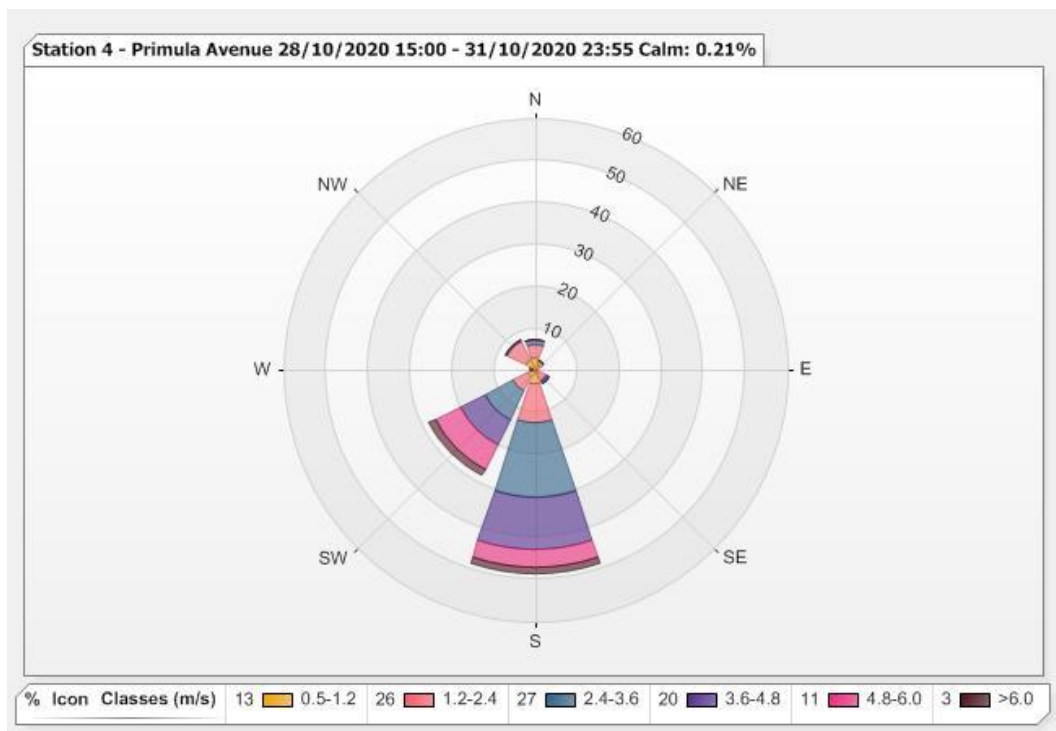 Station 4 - Primula Avenue 28/10/2020 15:00 - 31/10/2020 23:55 Calm: 0.21%
N
60
50
NW
NE
40
30
20
10
W
E
SW
SE
S
% Icon Classes (m/s) 13 0.5-1.2 26 1.2-2.4 27 2.4-3.6 20 3.6-4.8 11 4.8-6.0 3 >6.0